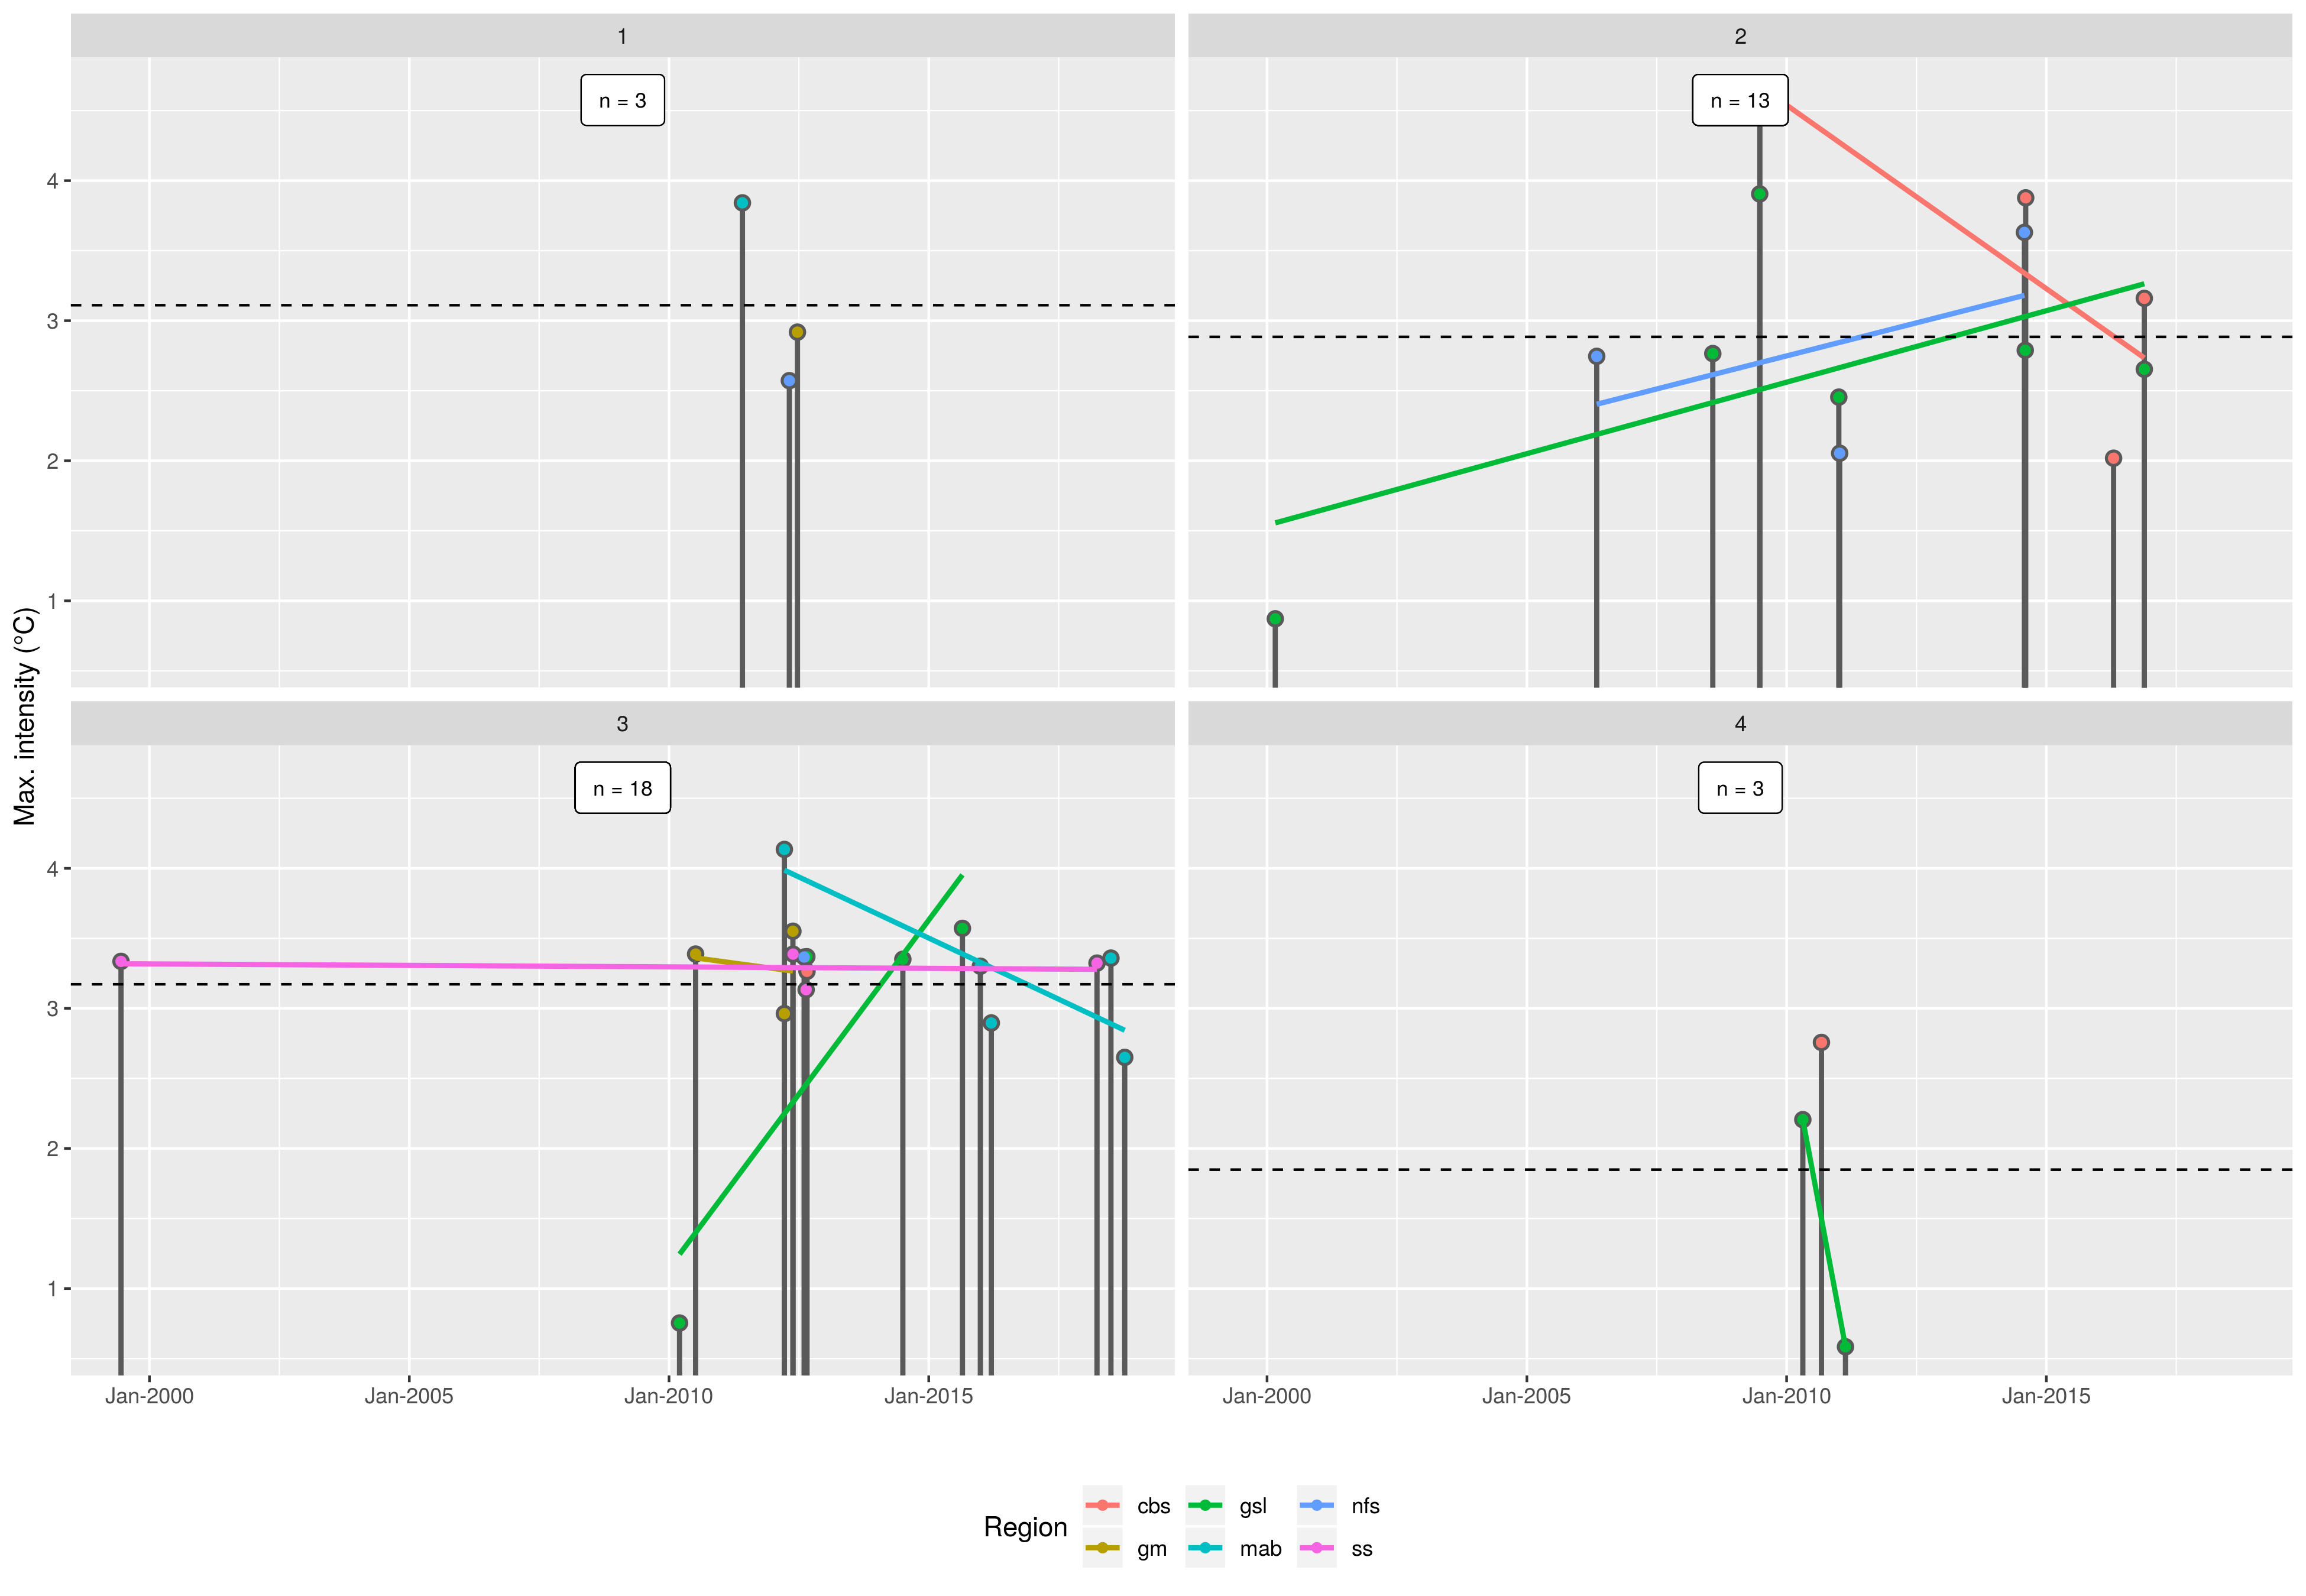 1
2
n = 3
n = 13
4
3
2
1
3
4
n = 18
n = 3
4
3
2
1
Max. intensity (°C)
Jan-2000
Jan-2005
Jan-2010
Jan-2015
Jan-2000
Jan-2005
Jan-2010
Jan-2015
Region
cbs
gsl
nfs
gm
mab
ss